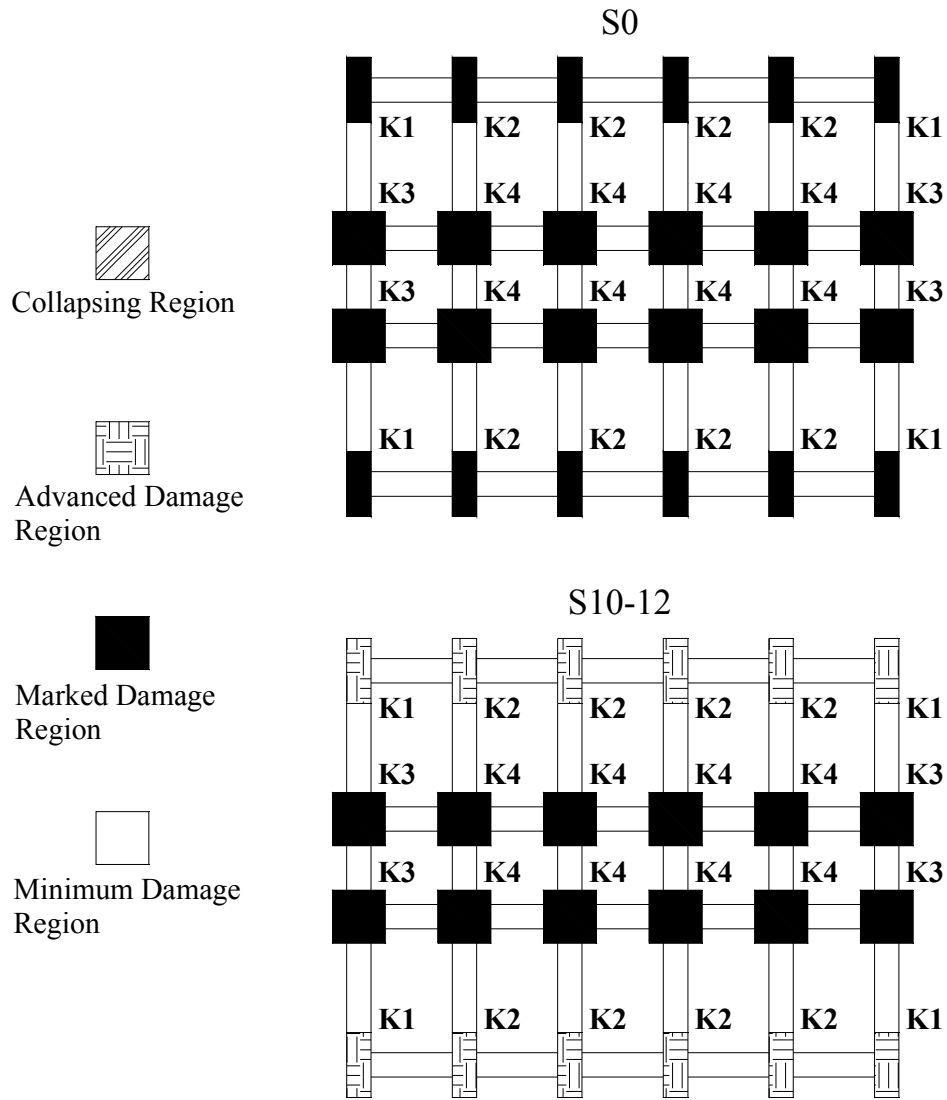 S0
K1 K2 K2 K2 K2 K1
K3 K4 K4 K4 K4 K3
K3 K4 K4 K4 K4 K3
K1 K2 K2 K2 K2 K1
Collapsing Region
Advanced Damage
Region
Marked Damage
Region
Minimum Damage
Region
S10-12
K1 K2 K2 K2 K2 K1
K3 K4 K4 K4 K4 K3
K3 K4 K4 K4 K4 K3
K1 K2 K2 K2 K2 K1